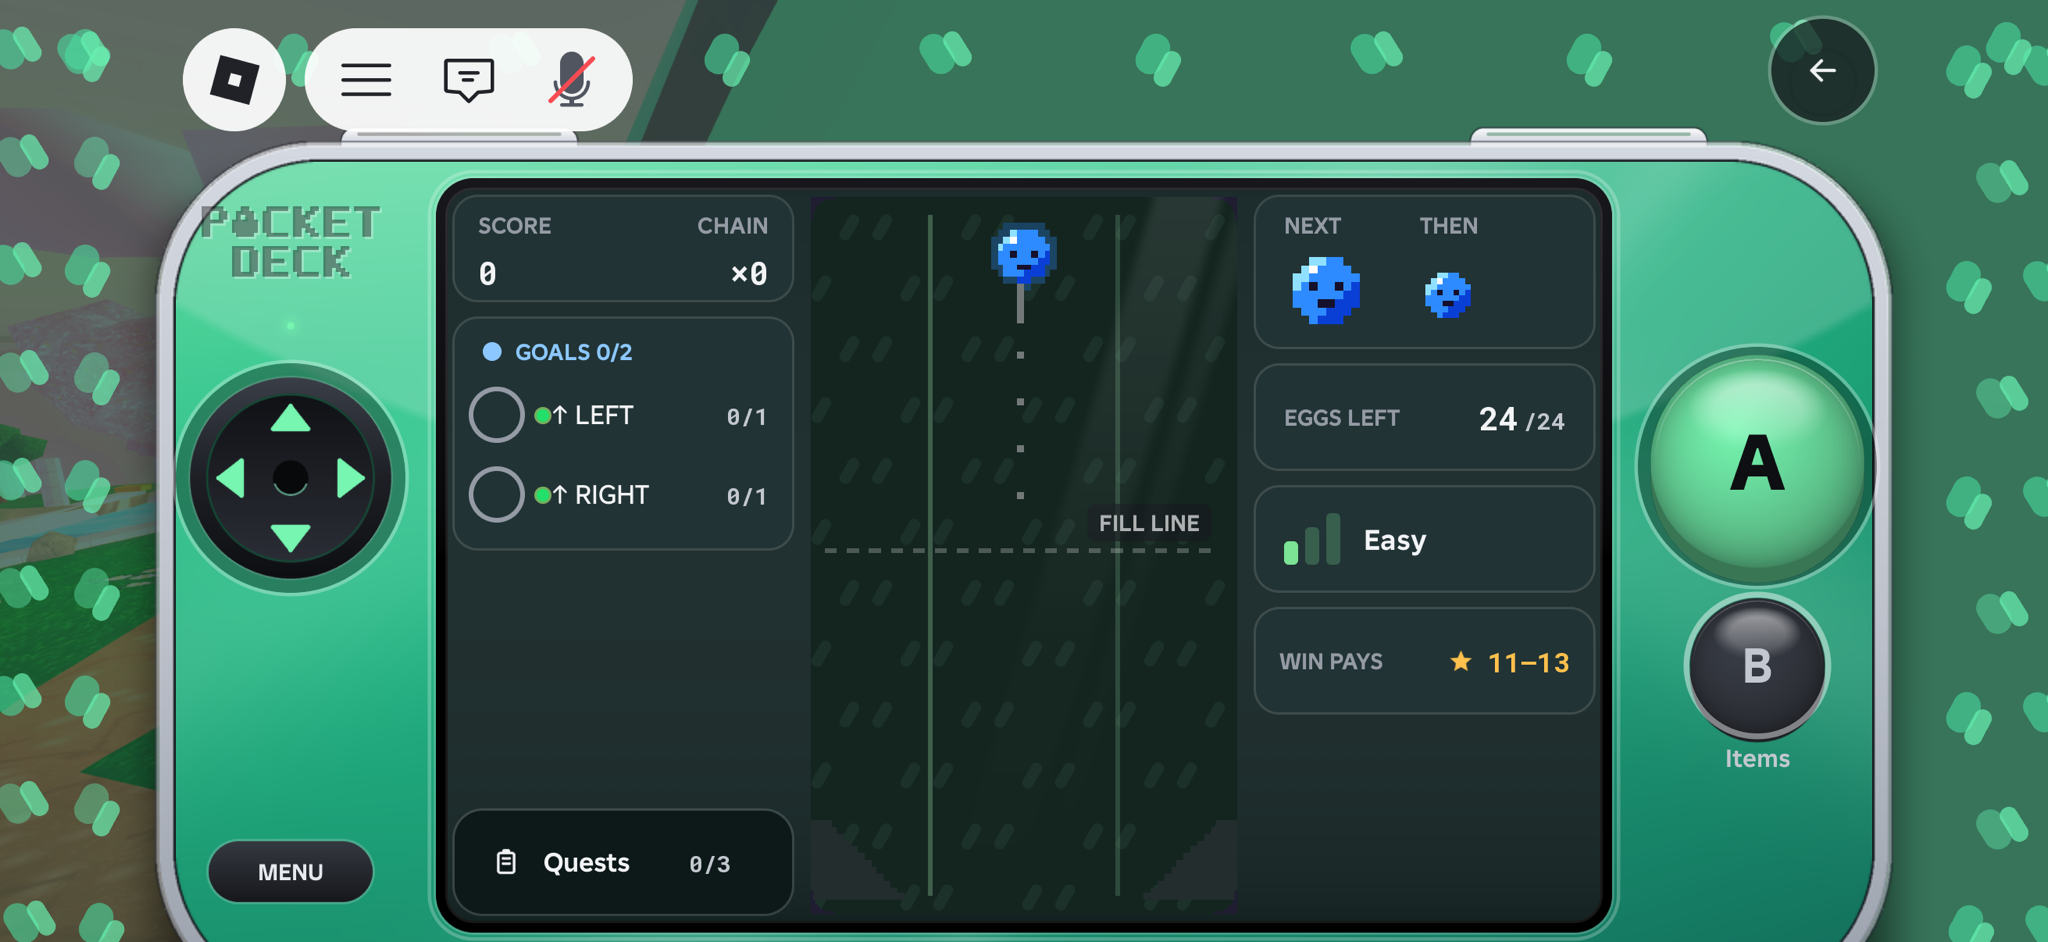 POCKET
DECK
SCORE CHAIN
0 ×0
GOALS 0/2
↑ LEFT 0/1
↑ RIGHT 0/1
Quests 0/3
MENU
FILL LINE
NEXT THEN
EGGS LEFT 24 /24
Easy
WIN PAYS ★ 11–13
A
B
Items